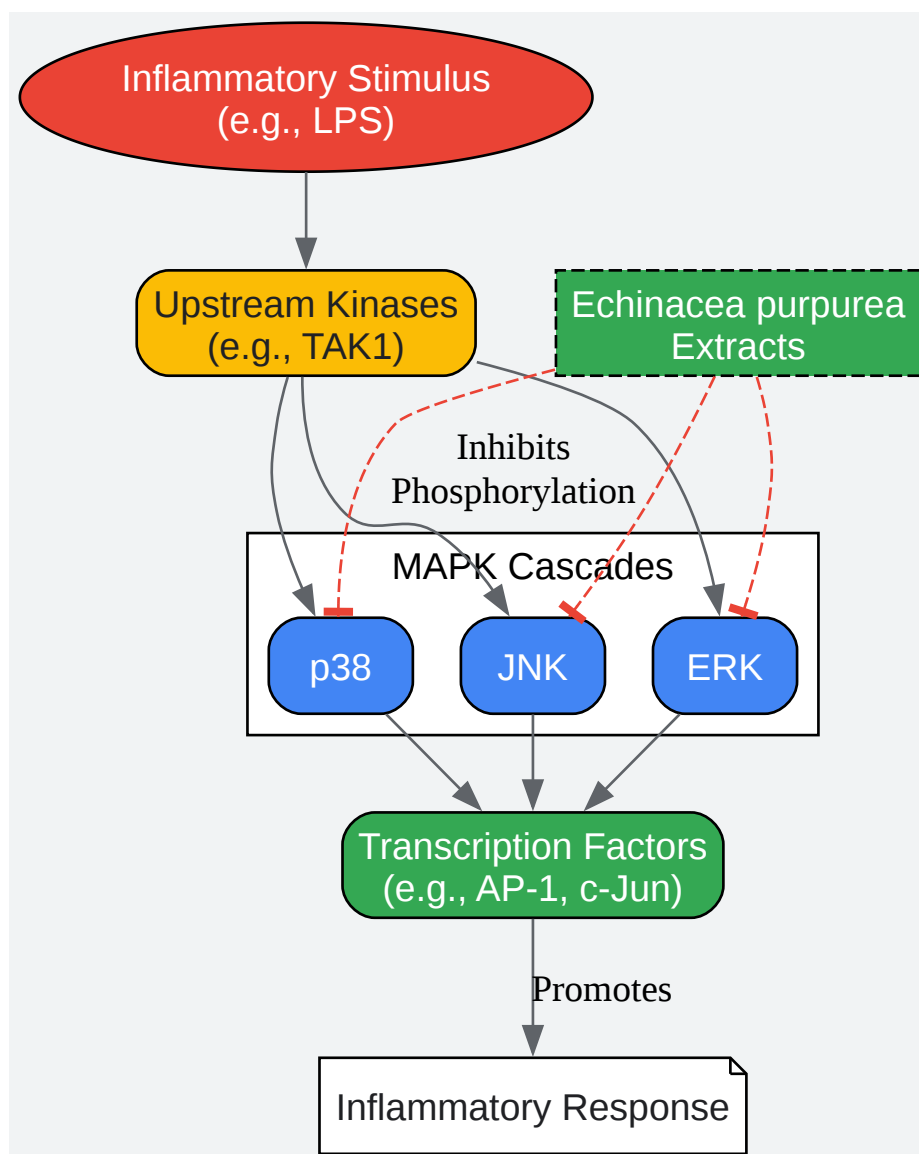 Inflammatory Stimulus
(e.g., LPS)
Upstream Kinases
(e.g., TAK1)
Echinacea purpurea
Extracts
Inhibits
Phosphorylation
MAPK Cascades
p38
JNK
ERK
Transcription Factors
(e.g., AP-1, c-Jun)
Promotes
Inflammatory Response